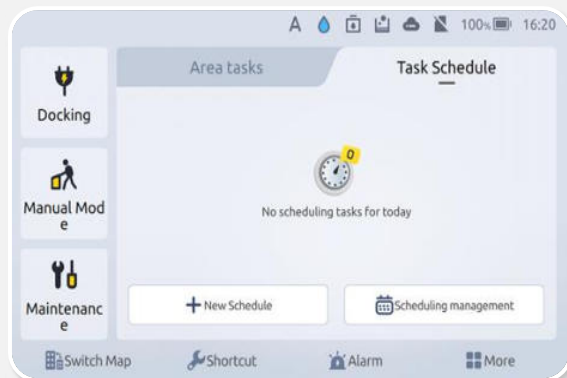 A 100% 16:20
Area tasks
Task Schedule
Docking
0
Manual Mod
e
No scheduling tasks for today
Maintenanc
e
New Schedule
Scheduling management
Switch Map
Shortcut
Alarm
More